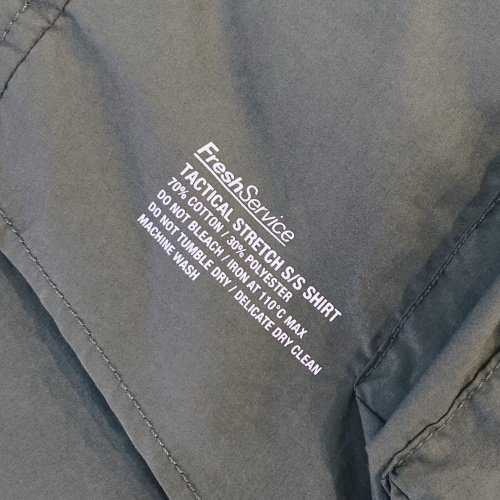 FreshService
TACTICAL STRETCH S/S SHIRT
70% COTTON / 30% POLYESTER
DO NOT BLEACH / IRON AT 110°C MAX
DO NOT TUMBLE DRY / DELICATE DRY CLEAN
MACHINE WASH